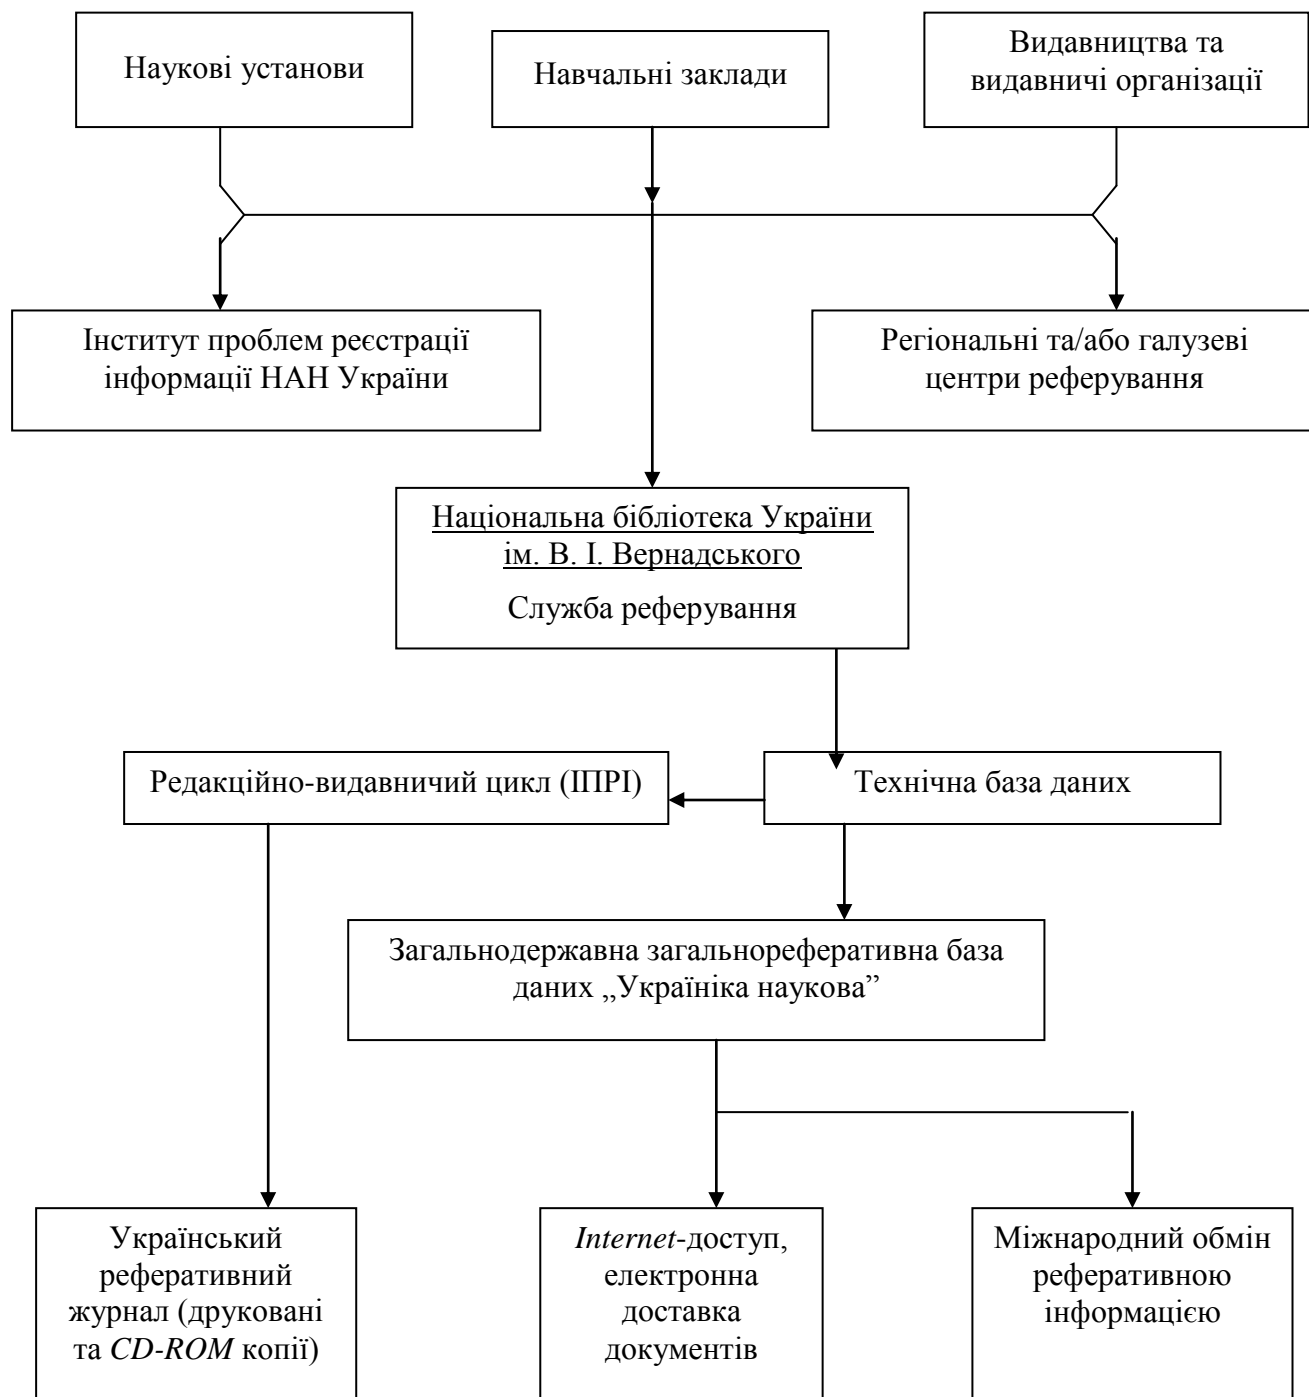 Наукові установи
Навчальні заклади
Видавництва та
видавничі організації
Інститут проблем реєстрації
інформації НАН України
Регіональні та/або галузеві
центри реферування
Національна бібліотека України
ім. В. І. Вернадського
Служба реферування
Редакційно-видавничий цикл (ІПРІ)
Технічна база даних
Загальнодержавна загальнореферативна база
даних „Україніка наукова”
Український
реферативний
журнал (друковані
та CD-ROM копії)
Internet-доступ,
електронна
доставка
документів
Міжнародний обмін
реферативною
інформацією